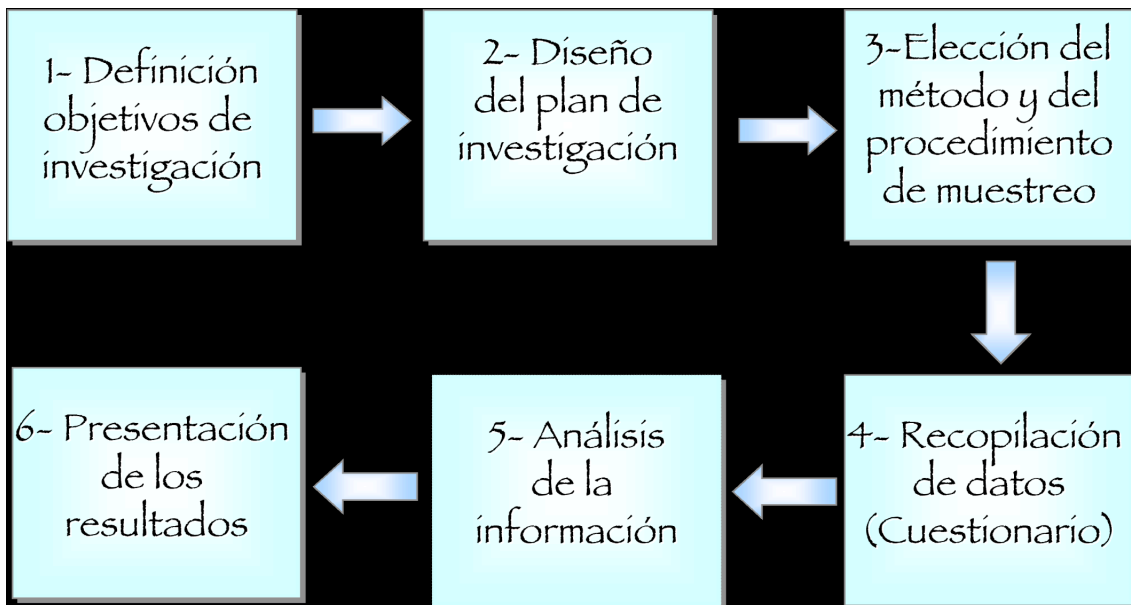 1- Definición
objetivos de
investigación
2- Diseño
del plan de
investigación
3-Elección del
método y del
procedimiento
de muestreo
4- Recopilación
de datos
(Cuestionario)
5- Análisis
de la
información
6- Presentación
de los
resultados